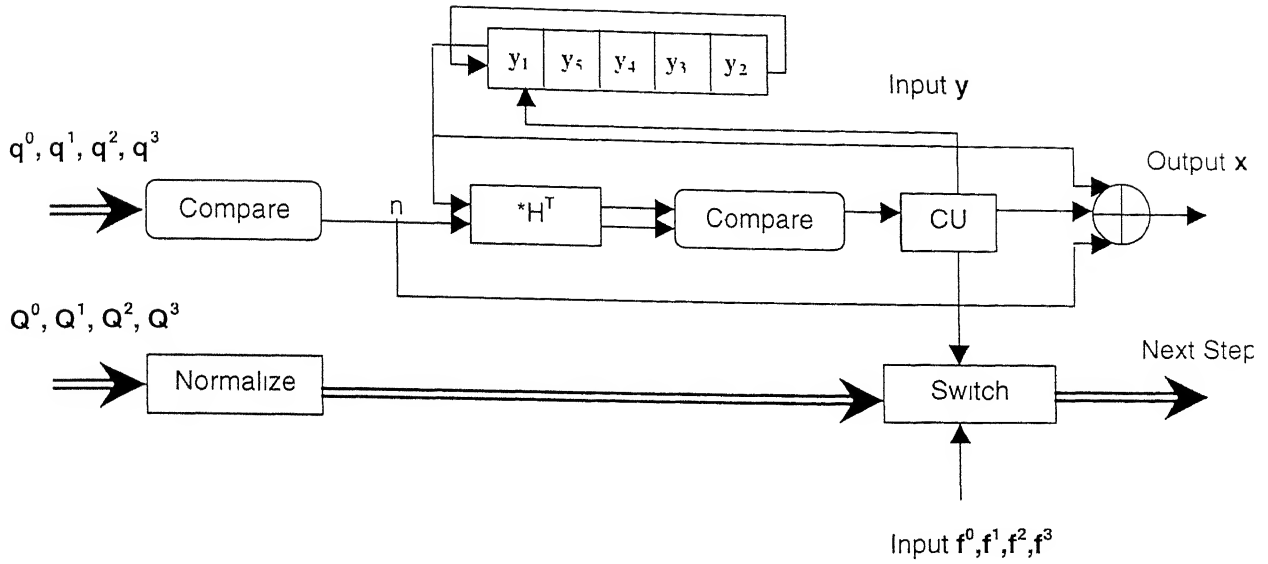 y₁ y₅ y₄ y₃ y₂
Input y
q⁰, q¹, q², q³
Output x
Compare
n
*Hᵀ
Compare
CU
Q⁰, Q¹, Q², Q³
Next Step
Normalize
Switch
Input f⁰,f¹,f²,f³